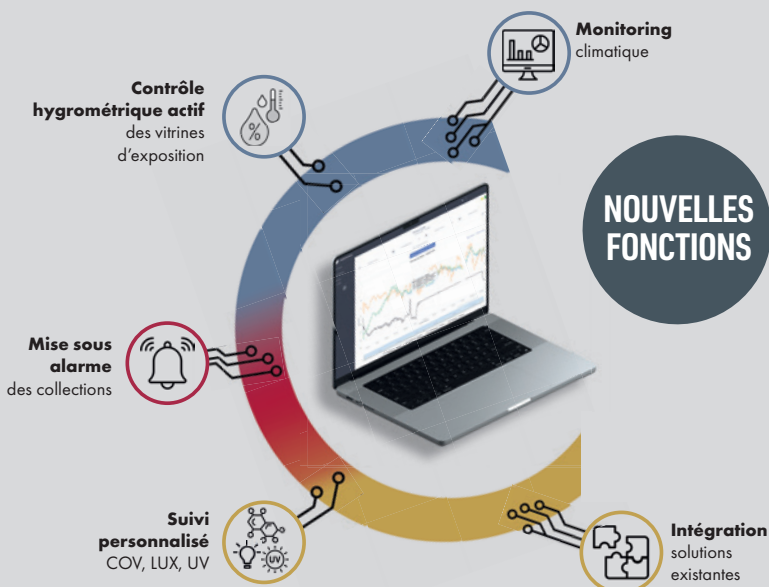 Monitoring
climatique
Contrôle
hygrométrique actif
des vitrines
d'exposition
%
NOUVELLES
FONCTIONS
Mise sous
alarme
des collections
Suivi
personnalisé
COV, LUX, UV
UV
Intégration
solutions
existantes